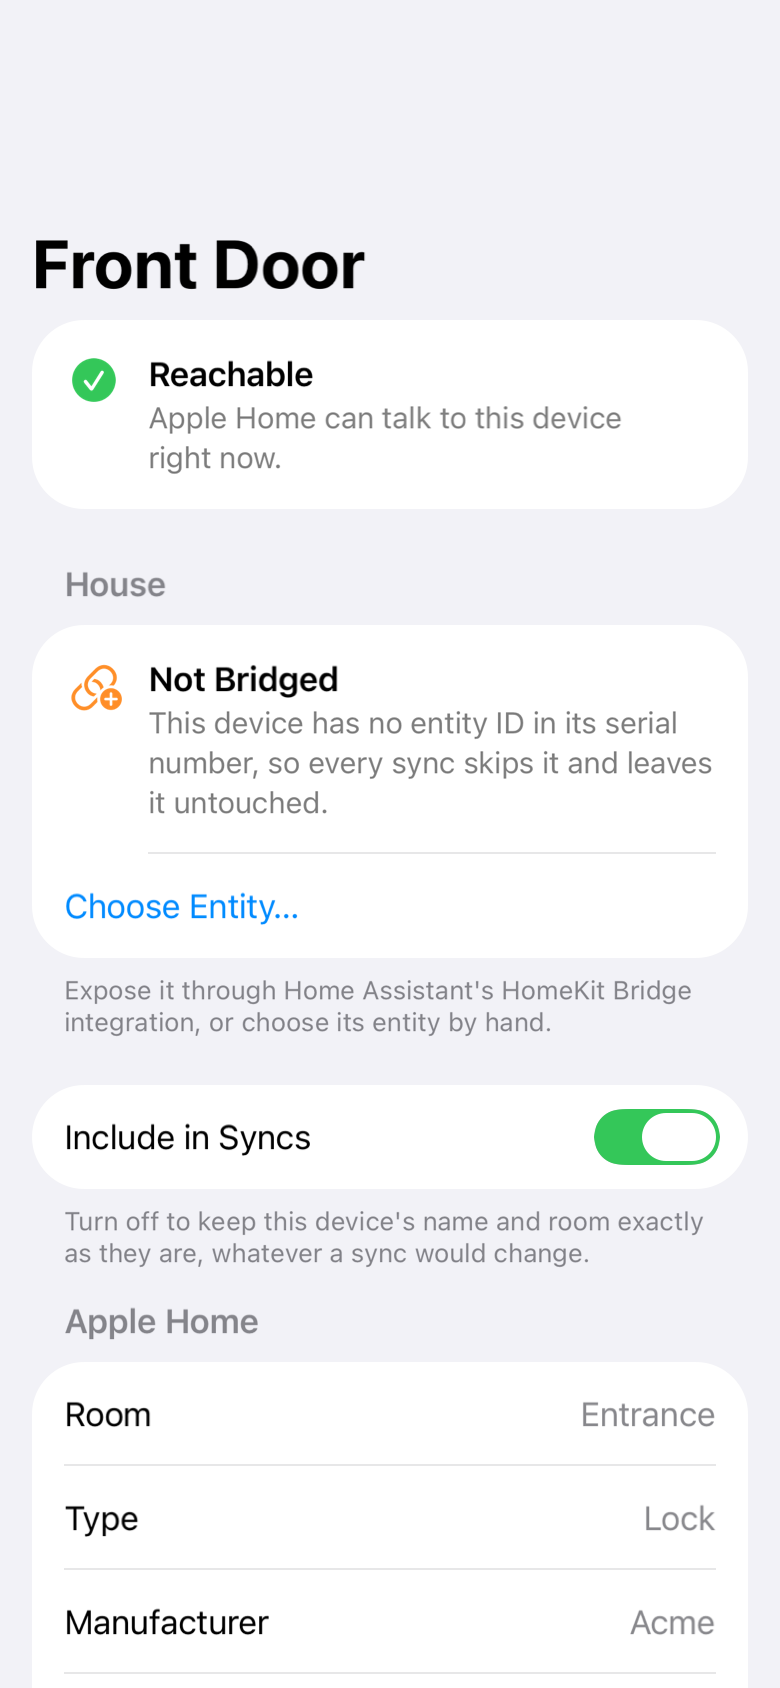 Front Door
Reachable
Apple Home can talk to this device
right now.
House
Not Bridged
This device has no entity ID in its serial
number, so every sync skips it and leaves
it untouched.
Choose Entity...
Expose it through Home Assistant's HomeKit Bridge
integration, or choose its entity by hand.
Include in Syncs
Turn off to keep this device's name and room exactly
as they are, whatever a sync would change.
Apple Home
Room Entrance
Type Lock
Manufacturer Acme